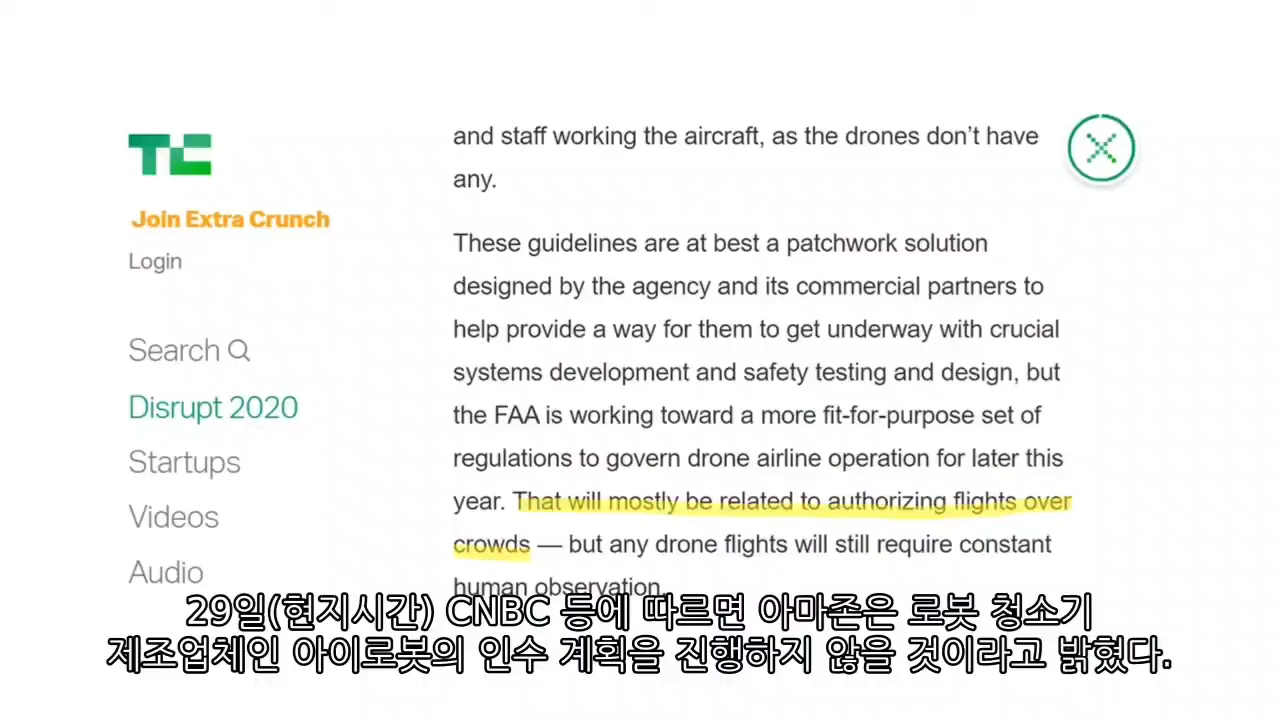 TC
Join Extra Crunch
Login
Search
Disrupt 2020
Startups
Videos
Audio
and staff working the aircraft, as the drones don’t have
any.
These guidelines are at best a patchwork solution
designed by the agency and its commercial partners to
help provide a way for them to get underway with crucial
systems development and safety testing and design, but
the FAA is working toward a more fit-for-purpose set of
regulations to govern drone airline operation for later this
year. That will mostly be related to authorizing flights over
crowds — but any drone flights will still require constant
human observation.
29일(현지시간) CNBC 등에 따르면 아마존은 로봇 청소기
제조업체인 아이로봇의 인수 계획을 진행하지 않을 것이라고 밝혔다.